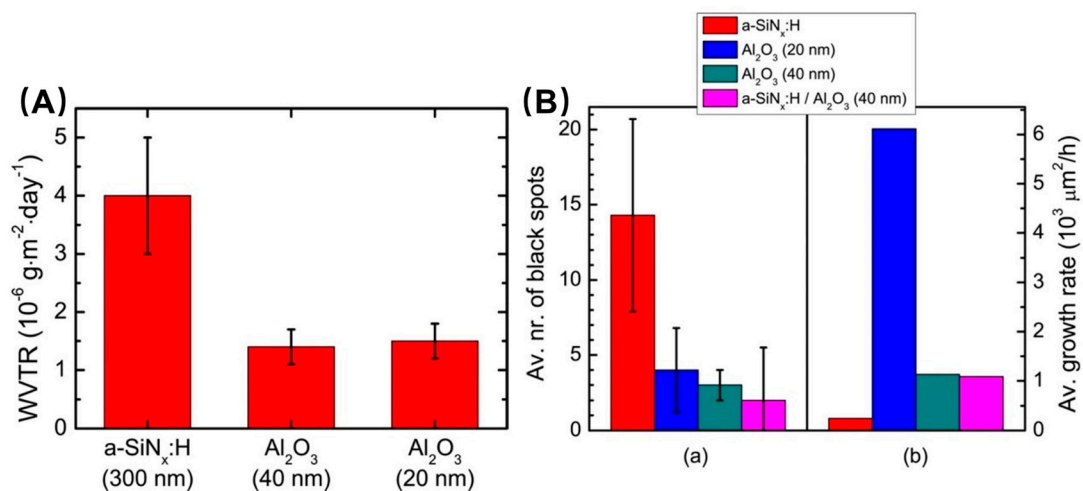 (A)
WVTR (10⁻⁶ g·m⁻²·day⁻¹)
5
4
3
2
1
0
a-SiNₓ:H
(300 nm)
Al₂O₃
(40 nm)
Al₂O₃
(20 nm)
(B)
a-SiNₓ:H
Al₂O₃ (20 nm)
Al₂O₃ (40 nm)
a-SiNₓ:H / Al₂O₃ (40 nm)
Av. nr. of black spots
20
15
10
5
0
(a)
(b)
6
5
4
3
2
1
0
Av. growth rate (10³ μm²/h)